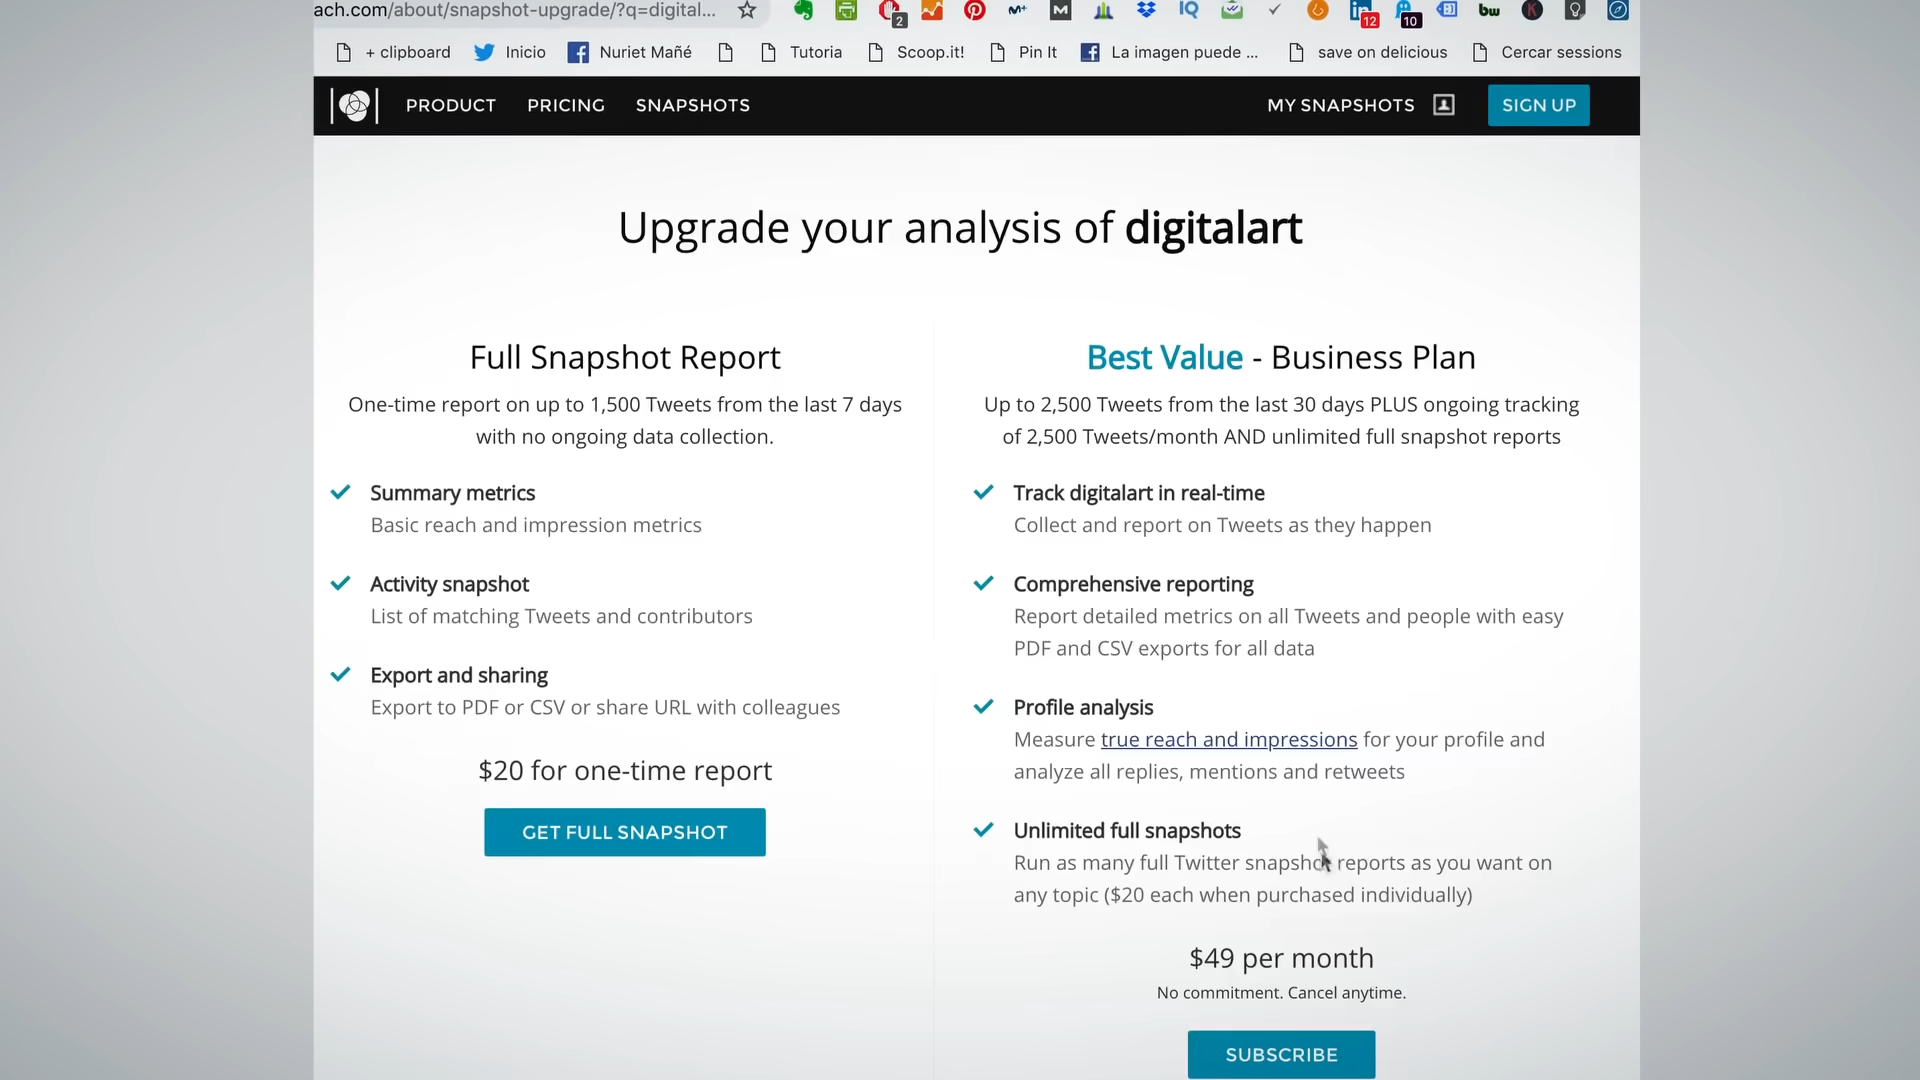 ach.com/about/snapshot-upgrade/?q=digital...
2
12
10
+ clipboard
Inicio
Nuriet Mañé
Tutoria
Scoop.it!
Pin It
La imagen puede ...
save on delicious
Cercar sessions
PRODUCT
PRICING
SNAPSHOTS
MY SNAPSHOTS
SIGN UP
Upgrade your analysis of digitalart
Full Snapshot Report
One-time report on up to 1,500 Tweets from the last 7 days
with no ongoing data collection.
Summary metrics
Basic reach and impression metrics
Activity snapshot
List of matching Tweets and contributors
Export and sharing
Export to PDF or CSV or share URL with colleagues
$20 for one-time report
GET FULL SNAPSHOT
Best Value - Business Plan
Up to 2,500 Tweets from the last 30 days PLUS ongoing tracking
of 2,500 Tweets/month AND unlimited full snapshot reports
Track digitalart in real-time
Collect and report on Tweets as they happen
Comprehensive reporting
Report detailed metrics on all Tweets and people with easy
PDF and CSV exports for all data
Profile analysis
Measure true reach and impressions for your profile and
analyze all replies, mentions and retweets
Unlimited full snapshots
Run as many full Twitter snapshot reports as you want on
any topic ($20 each when purchased individually)
$49 per month
No commitment. Cancel anytime.
SUBSCRIBE